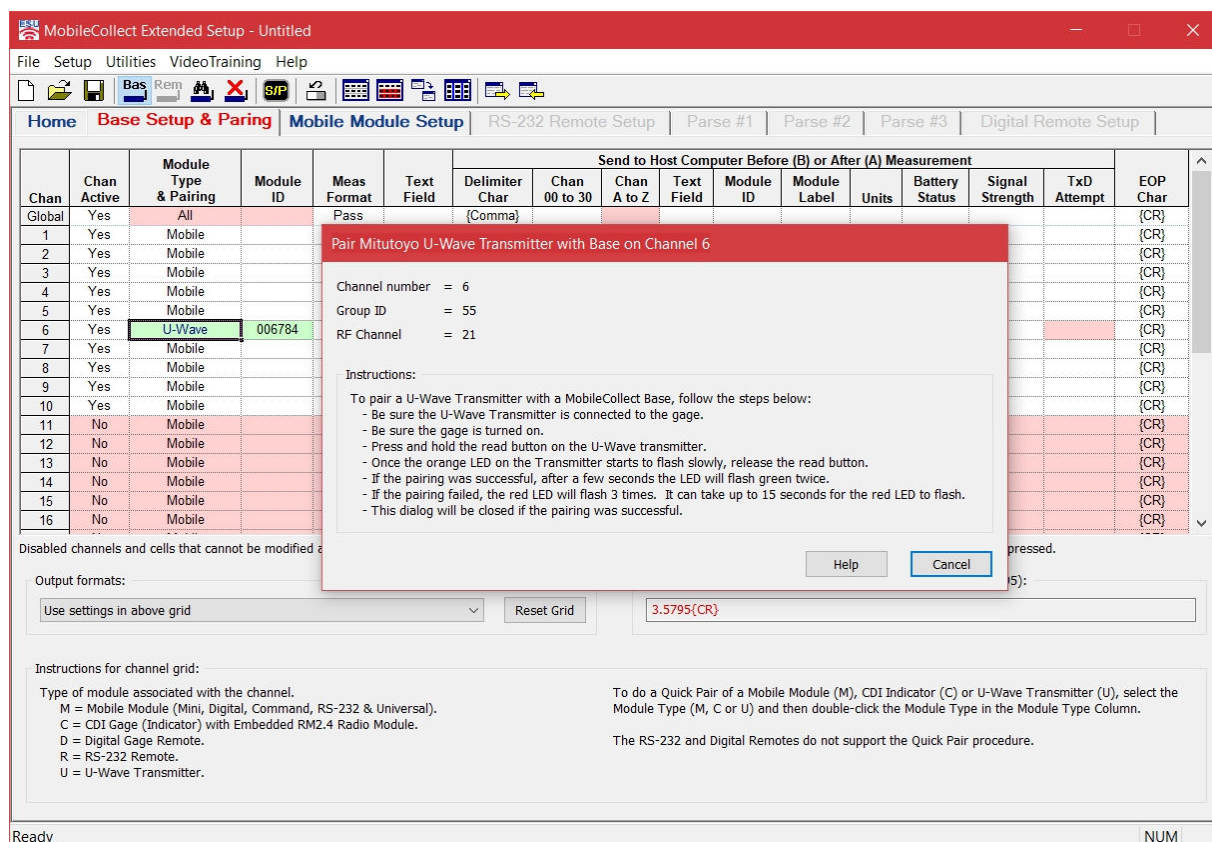 ESU MobileCollect Extended Setup - Untitled
File Setup Utilities VideoTraining Help
Bas Rem S/P
Home Base Setup & Paring Mobile Module Setup RS-232 Remote Setup Parse #1 Parse #2 Parse #3 Digital Remote Setup
Send to Host Computer Before (B) or After (A) Measurement
Chan Chan Active Module Type & Pairing Module ID Meas Format Text Field Delimiter Char Chan 00 to 30 Chan A to Z Text Field Module ID Module Label Units Battery Status Signal Strength TxD Attempt EOP Char
Global Yes All Pass {Comma} {CR}
1 Yes Mobile {CR}
2 Yes Mobile {CR}
3 Yes Mobile {CR}
4 Yes Mobile {CR}
5 Yes Mobile {CR}
6 Yes U-Wave 006784 {CR}
7 Yes Mobile {CR}
8 Yes Mobile {CR}
9 Yes Mobile {CR}
10 Yes Mobile {CR}
11 No Mobile {CR}
12 No Mobile {CR}
13 No Mobile {CR}
14 No Mobile {CR}
15 No Mobile {CR}
16 No Mobile {CR}
Pair Mitutoyo U-Wave Transmitter with Base on Channel 6
Channel number = 6
Group ID = 55
RF Channel = 21
Instructions:
To pair a U-Wave Transmitter with a MobileCollect Base, follow the steps below:
- Be sure the U-Wave Transmitter is connected to the gage.
- Be sure the gage is turned on.
- Press and hold the read button on the U-Wave transmitter.
- Once the orange LED on the Transmitter starts to flash slowly, release the read button.
- If the pairing was successful, after a few seconds the LED will flash green twice.
- If the pairing failed, the red LED will flash 3 times. It can take up to 15 seconds for the red LED to flash.
- This dialog will be closed if the pairing was successful.
Help Cancel
Disabled channels and cells that cannot be modified a pressed.
Output formats: 95):
Use settings in above grid Reset Grid 3.5795{CR}
Instructions for channel grid:
Type of module associated with the channel.
M = Mobile Module (Mini, Digital, Command, RS-232 & Universal).
C = CDI Gage (Indicator) with Embedded RM2.4 Radio Module.
D = Digital Gage Remote.
R = RS-232 Remote.
U = U-Wave Transmitter.
To do a Quick Pair of a Mobile Module (M), CDI Indicator (C) or U-Wave Transmitter (U), select the
Module Type (M, C or U) and then double-click the Module Type in the Module Type Column.
The RS-232 and Digital Remotes do not support the Quick Pair procedure.
Ready NUM